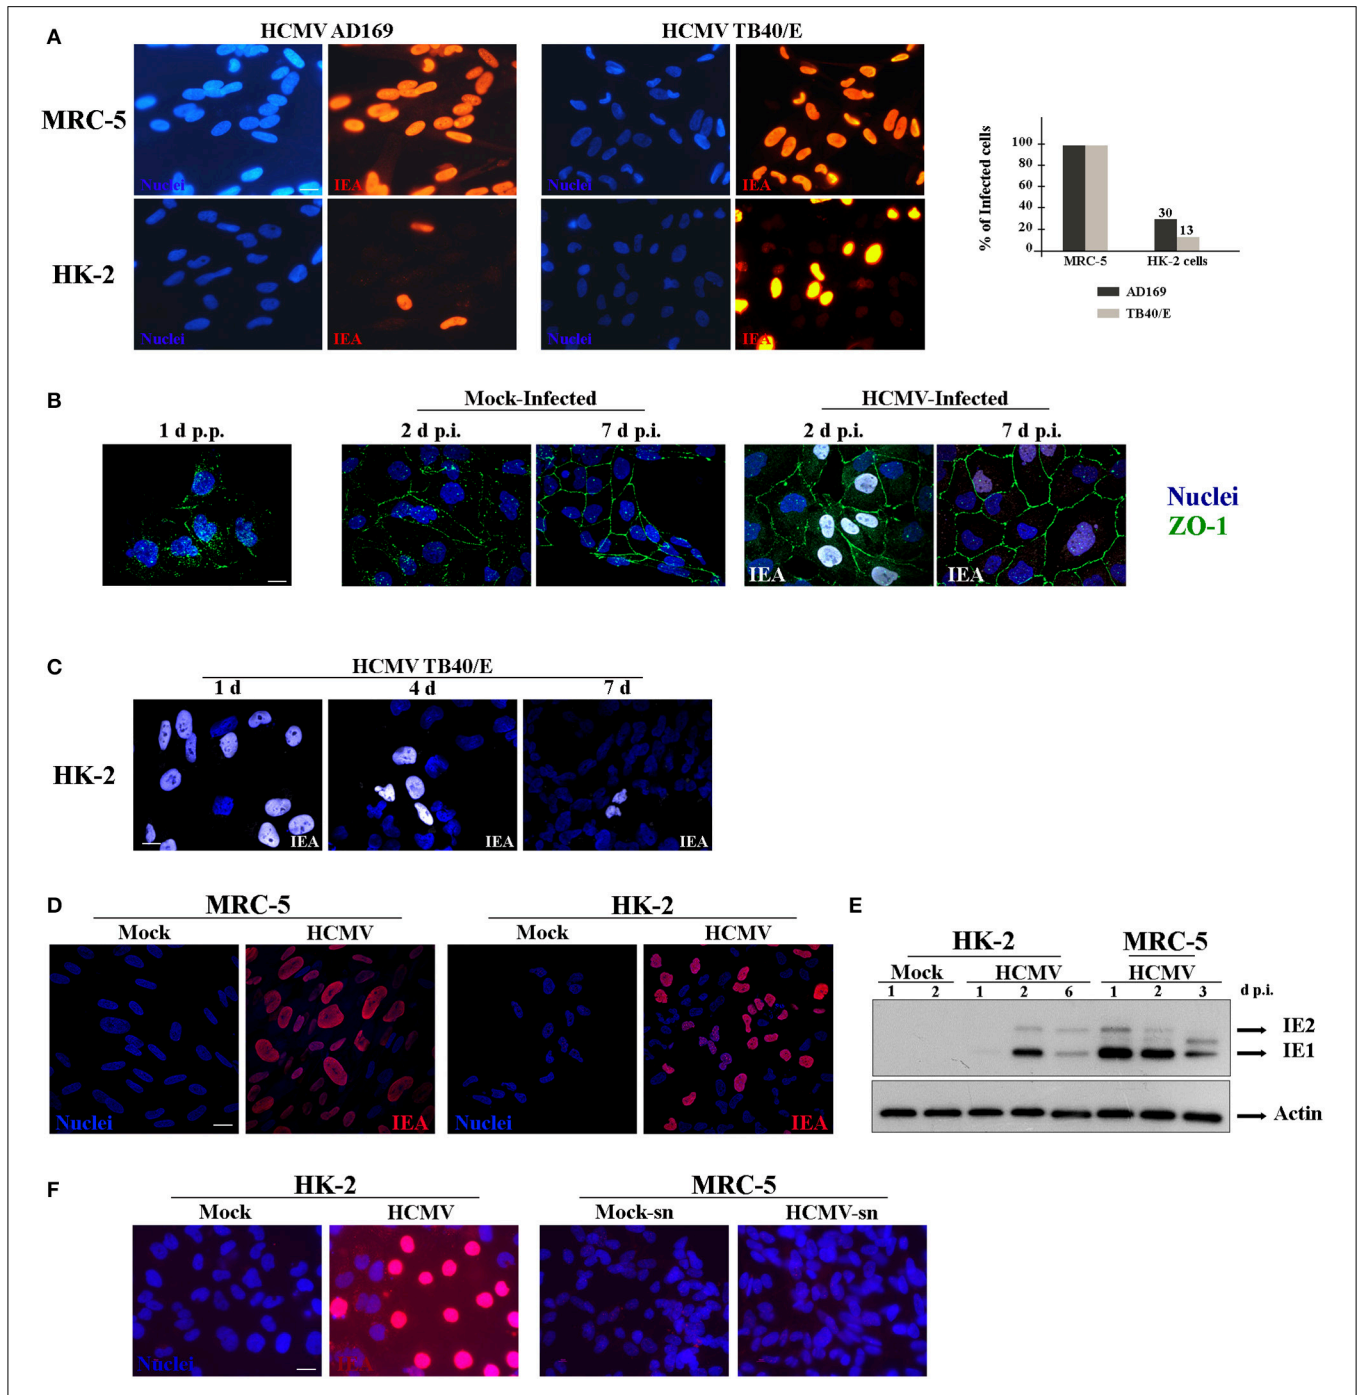 A
HCMV AD169
HCMV TB40/E
MRC-5
Nuclei
IEA
Nuclei
IEA
HK-2
Nuclei
IEA
Nuclei
IEA
% of Infected cells
100
80
60
40
20
0
30
13
MRC-5
HK-2 cells
AD169
TB40/E
B
Mock-Infected
HCMV-Infected
1 d p.p.
2 d p.i.
7 d p.i.
2 d p.i.
7 d p.i.
IEA
IEA
Nuclei
ZO-1
C
HCMV TB40/E
1 d
4 d
7 d
HK-2
IEA
IEA
IEA
D
MRC-5
HK-2
Mock
HCMV
Mock
HCMV
Nuclei
IEA
Nuclei
IEA
E
HK-2
MRC-5
Mock
HCMV
HCMV
1 2 1 2 6 1 2 3 d p.i.
IE2
IE1
Actin
F
HK-2
MRC-5
Mock
HCMV
Mock-sn
HCMV-sn
Nuclei
IEA